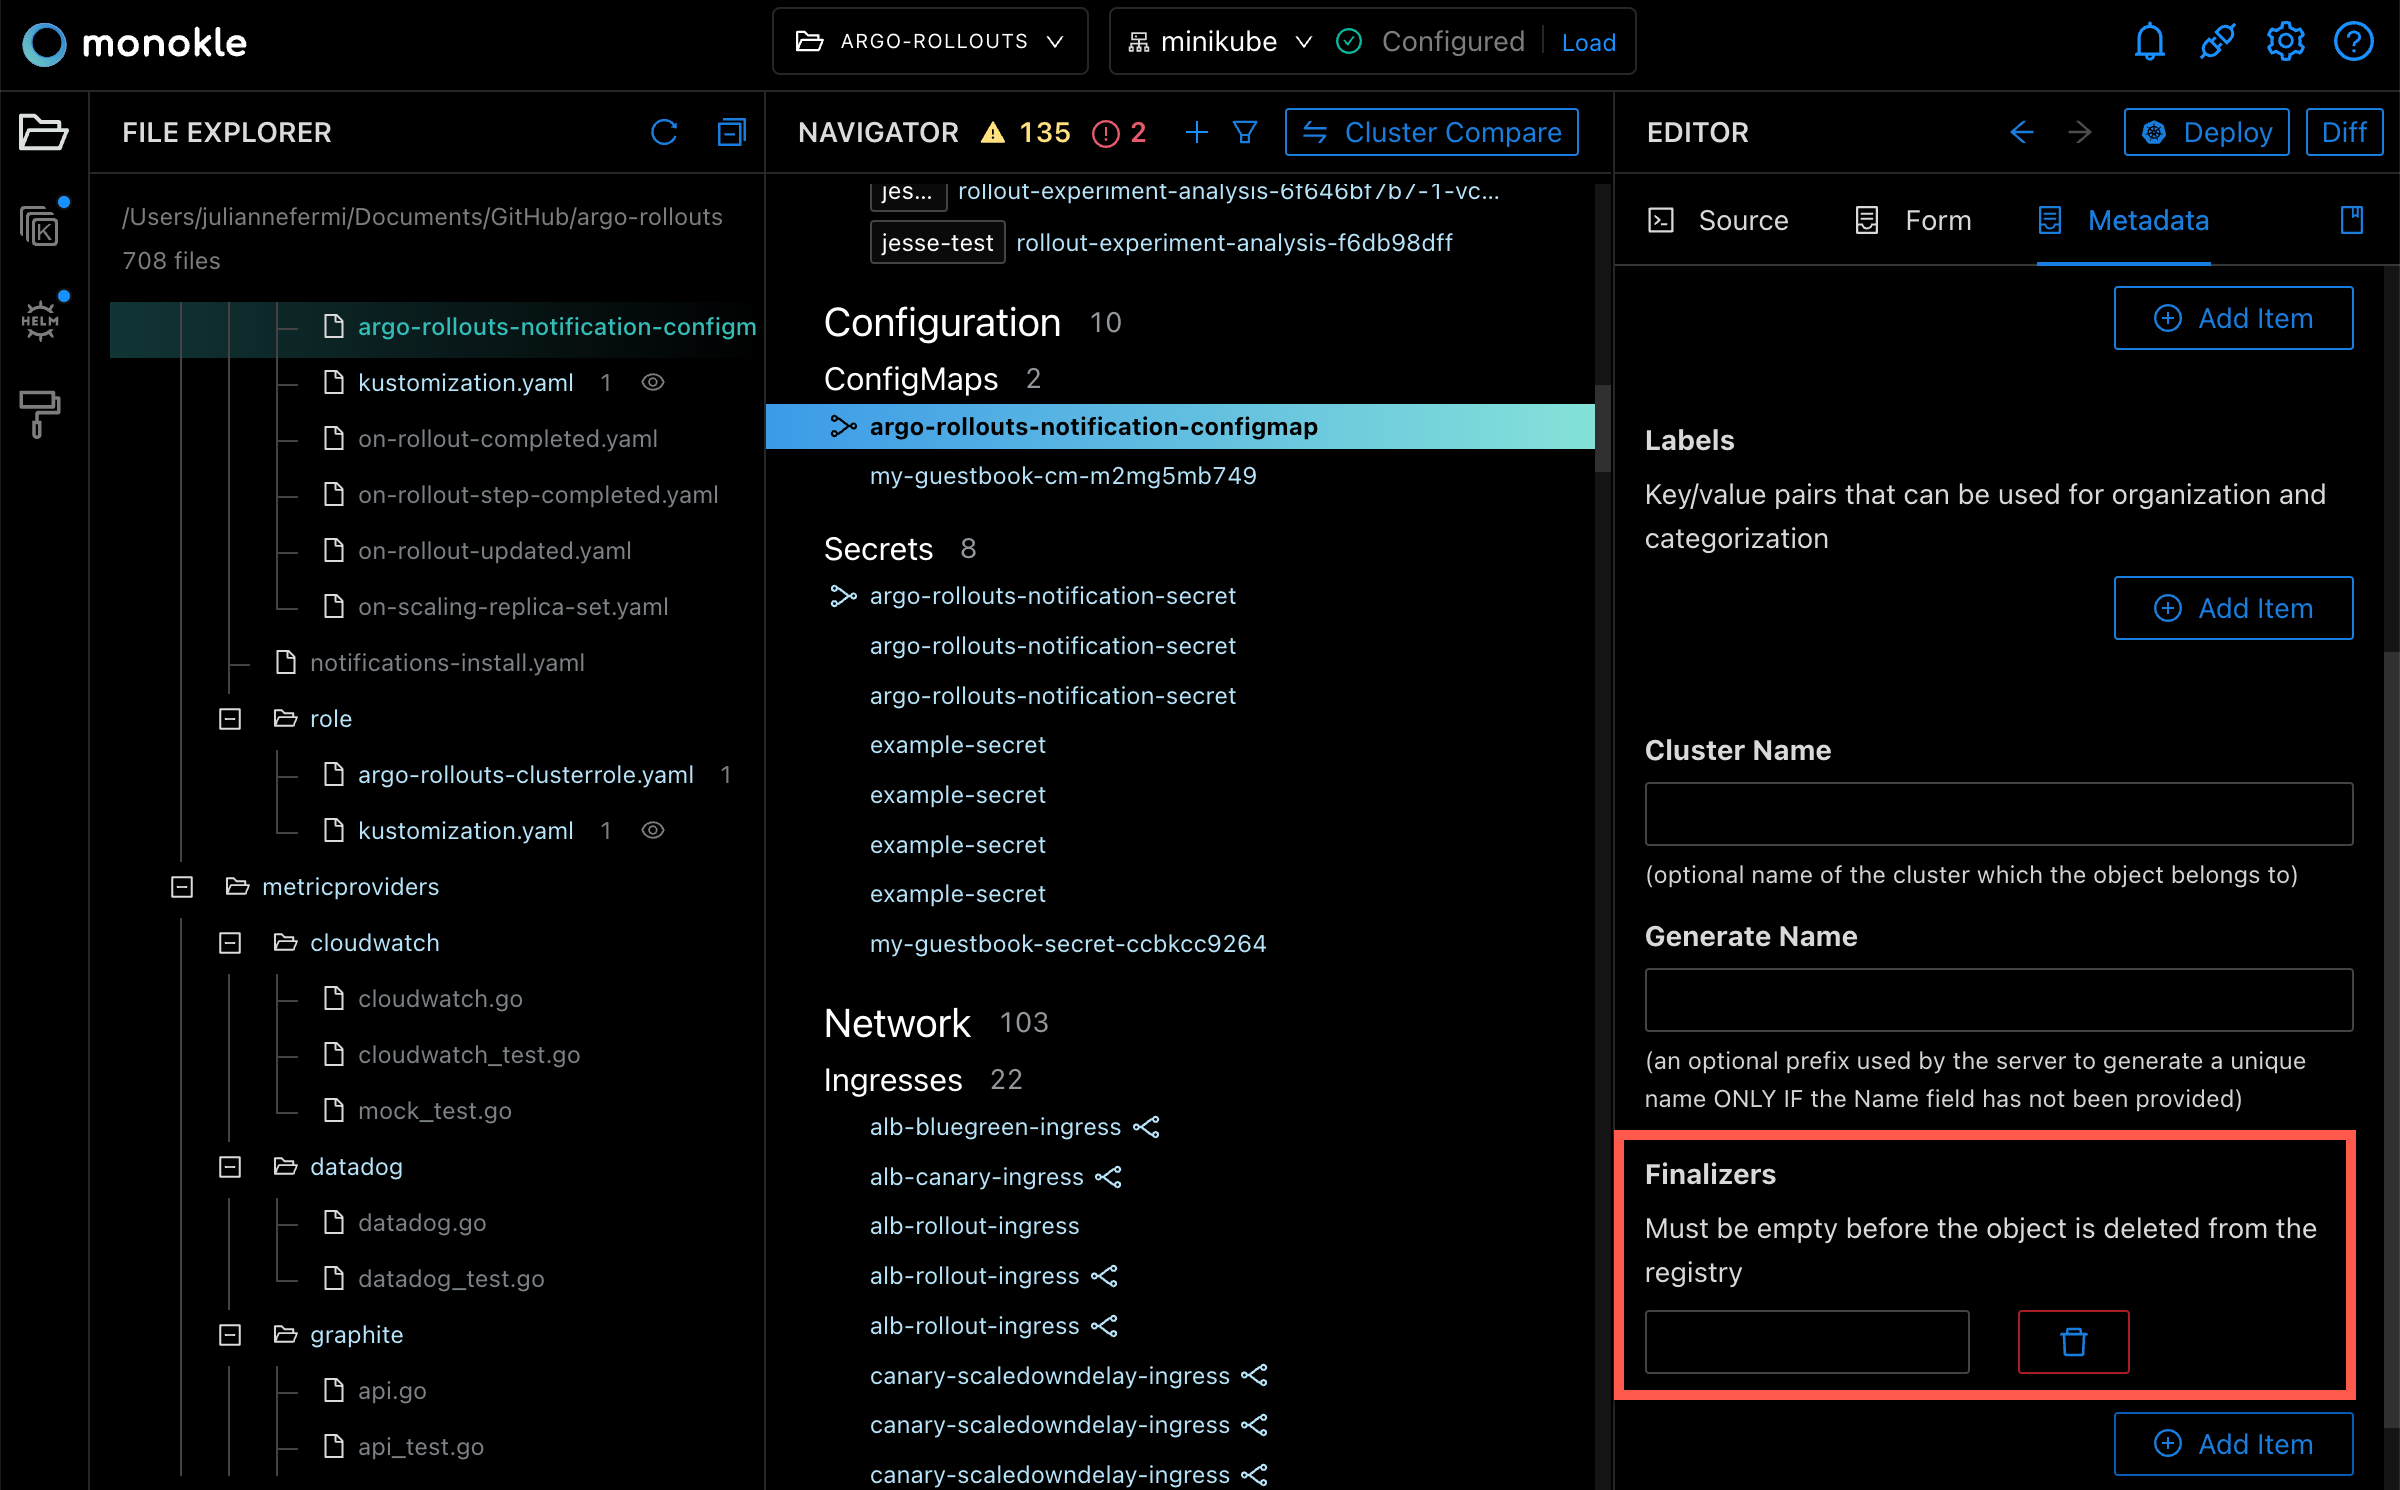 monokle
ARGO-ROLLOUTS
minikube
Configured
Load
FILE EXPLORER
/Users/juliannefermi/Documents/GitHub/argo-rollouts
708 files
argo-rollouts-notification-configm
kustomization.yaml 1
on-rollout-completed.yaml
on-rollout-step-completed.yaml
on-rollout-updated.yaml
on-scaling-replica-set.yaml
notifications-install.yaml
role
argo-rollouts-clusterrole.yaml 1
kustomization.yaml 1
metricproviders
cloudwatch
cloudwatch.go
cloudwatch_test.go
mock_test.go
datadog
datadog.go
datadog_test.go
graphite
api.go
api_test.go
K
HELM
NAVIGATOR 135 2
Cluster Compare
jes... rollout-experiment-analysis-6f646bf7b7-1-vc...
jesse-test rollout-experiment-analysis-f6db98dff
Configuration 10
ConfigMaps 2
argo-rollouts-notification-configmap
my-guestbook-cm-m2mg5mb749
Secrets 8
argo-rollouts-notification-secret
argo-rollouts-notification-secret
argo-rollouts-notification-secret
example-secret
example-secret
example-secret
example-secret
my-guestbook-secret-ccbkcc9264
Network 103
Ingresses 22
alb-bluegreen-ingress
alb-canary-ingress
alb-rollout-ingress
alb-rollout-ingress
alb-rollout-ingress
canary-scaledowndelay-ingress
canary-scaledowndelay-ingress
canary-scaledowndelay-ingress
EDITOR
Deploy
Diff
Source
Form
Metadata
Add Item
Labels
Key/value pairs that can be used for organization and
categorization
Add Item
Cluster Name
(optional name of the cluster which the object belongs to)
Generate Name
(an optional prefix used by the server to generate a unique
name ONLY IF the Name field has not been provided)
Finalizers
Must be empty before the object is deleted from the
registry
Add Item